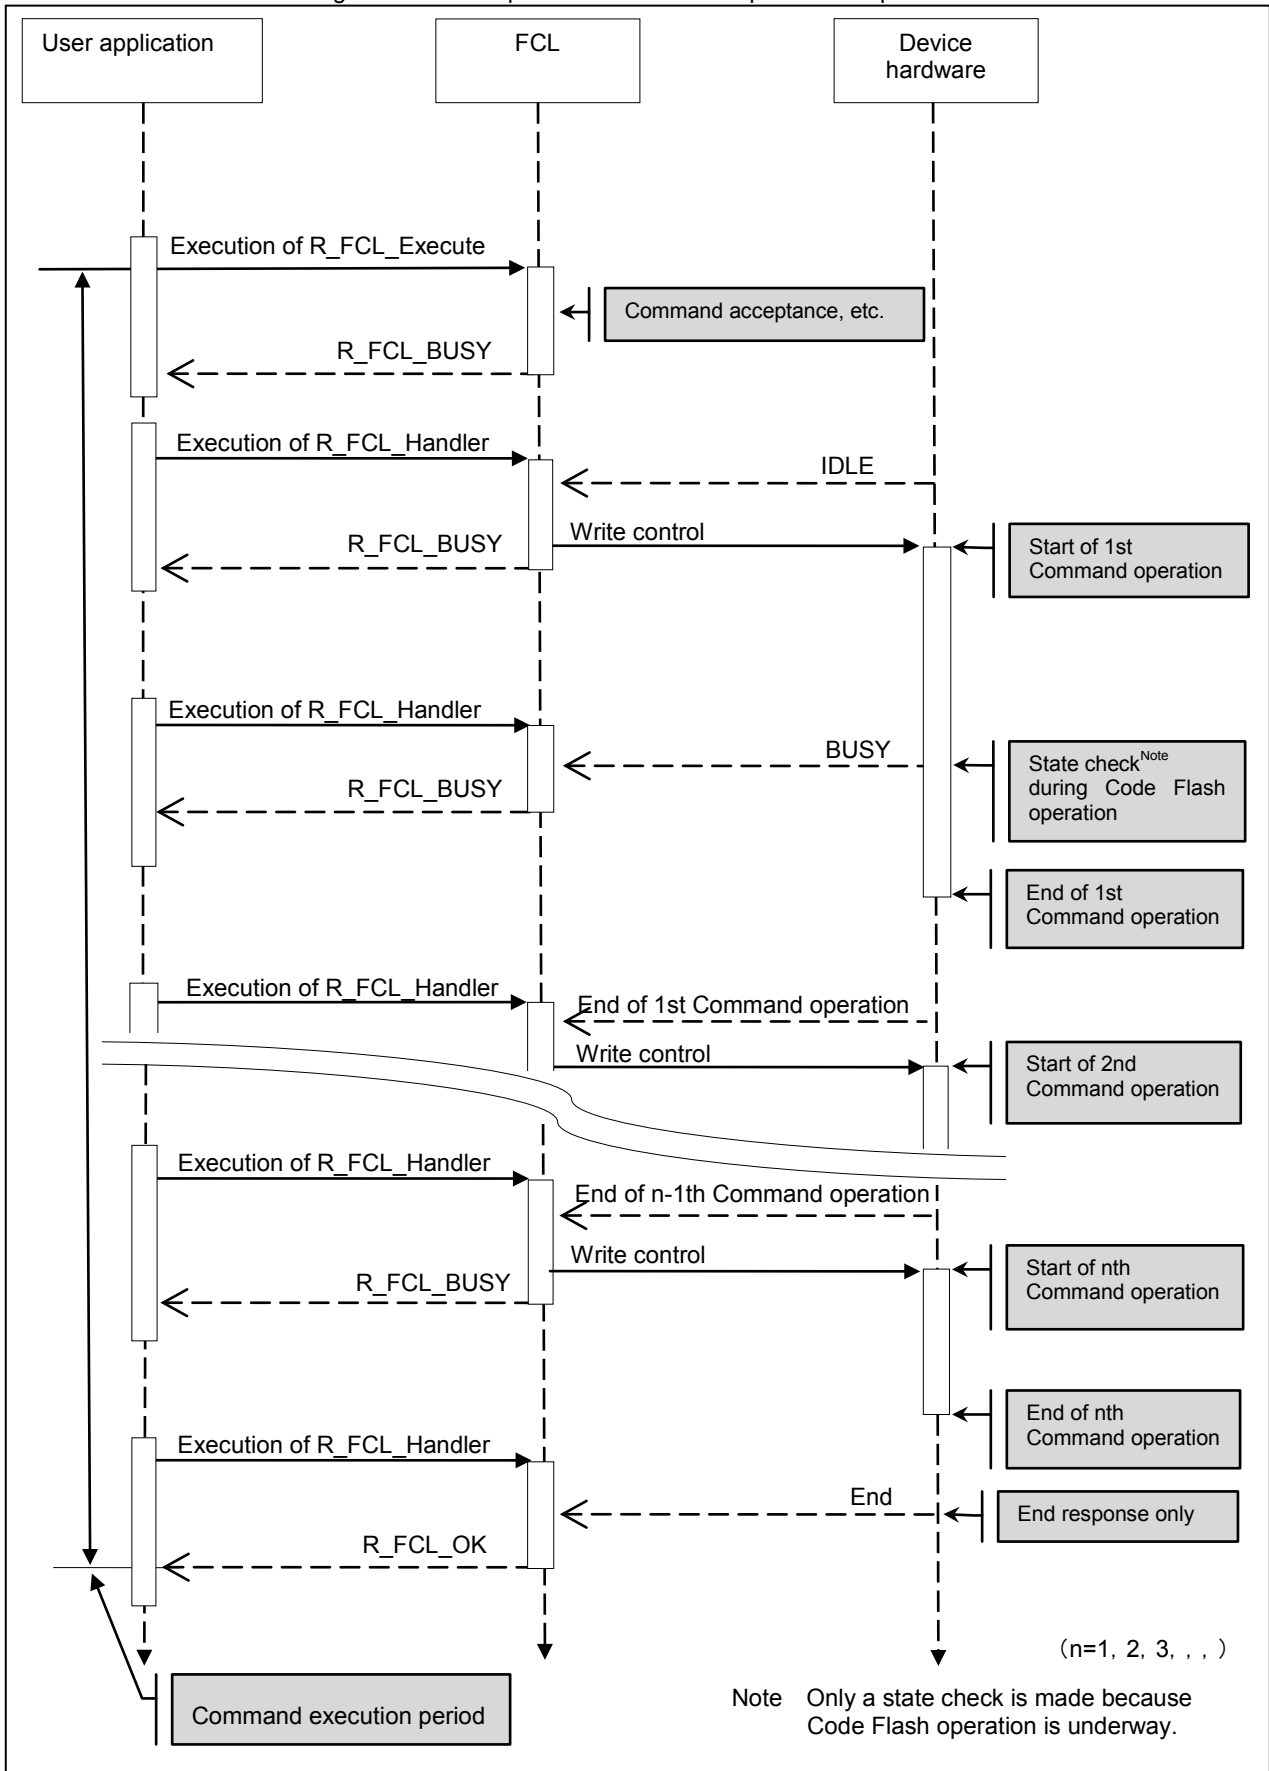 User application
FCL
Device
hardware
Execution of R_FCL_Execute
Command acceptance, etc.
R_FCL_BUSY
Execution of R_FCL_Handler
IDLE
Write control
R_FCL_BUSY
Start of 1st
Command operation
Execution of R_FCL_Handler
BUSY
R_FCL_BUSY
State check Note
during Code Flash
operation
End of 1st
Command operation
Execution of R_FCL_Handler
End of 1st Command operation
Write control
Start of 2nd
Command operation
Execution of R_FCL_Handler
End of n-1th Command operation
Write control
R_FCL_BUSY
Start of nth
Command operation
End of nth
Command operation
Execution of R_FCL_Handler
End
End response only
R_FCL_OK
(n=1, 2, 3, , , )
Command execution period
Note Only a state check is made because
Code Flash operation is underway.